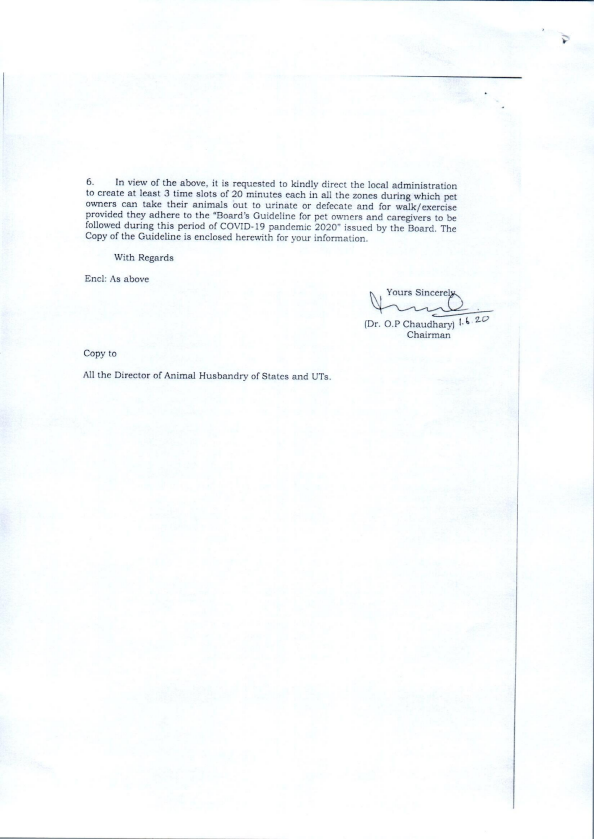 6. In view of the above, it is requested to kindly direct the local administration
to create at least 3 time slots of 20 minutes each in all the zones during which pet
owners can take their animals out to urinate or defecate and for walk/exercise
provided they adhere to the "Board's Guideline for pet owners and caregivers to be
followed during this period of COVID-19 pandemic 2020" issued by the Board. The
Copy of the Guideline is enclosed herewith for your information.
With Regards
Encl: As above
Yours Sincerely
(Dr. O.P Chaudhary) 1.6.20
Chairman
Copy to
All the Director of Animal Husbandry of States and UTs.